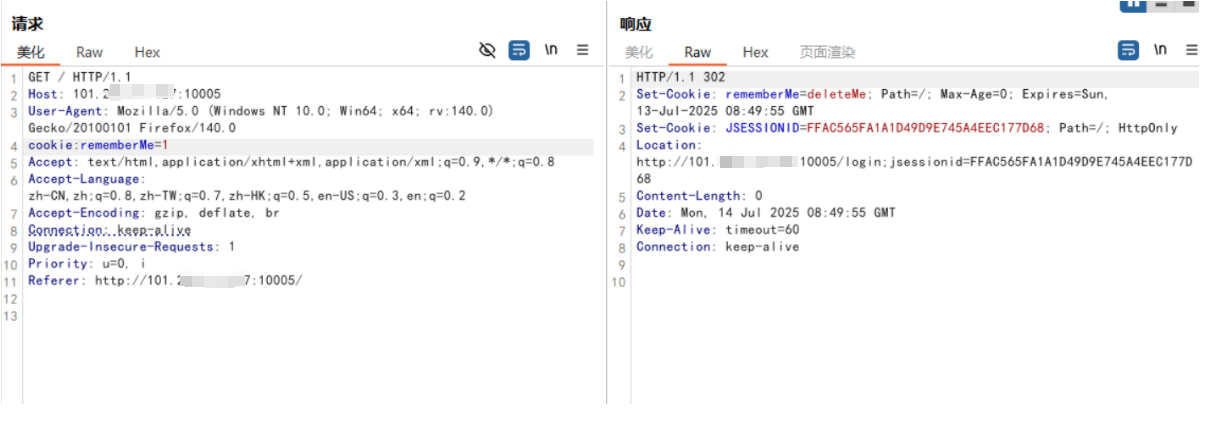 请求
美化 Raw Hex \n
1 GET / HTTP/1.1
2 Host: 101.2 7:10005
3 User-Agent: Mozilla/5.0 (Windows NT 10.0; Win64; x64; rv:140.0)
Gecko/20100101 Firefox/140.0
4 cookie:rememberMe=1
5 Accept: text/html,application/xhtml+xml,application/xml;q=0.9,*/*;q=0.8
6 Accept-Language:
zh-CN,zh;q=0.8,zh-TW;q=0.7,zh-HK;q=0.5,en-US;q=0.3,en;q=0.2
7 Accept-Encoding: gzip, deflate, br
8 Connection: keep-alive
9 Upgrade-Insecure-Requests: 1
10 Priority: u=0, i
11 Referer: http://101.2 7:10005/
12
13
响应
美化 Raw Hex 页面渲染 \n
1 HTTP/1.1 302
2 Set-Cookie: rememberMe=deleteMe; Path=/; Max-Age=0; Expires=Sun,
13-Jul-2025 08:49:55 GMT
3 Set-Cookie: JSESSIONID=FFAC565FA1A1D49D9E745A4EEC177D68; Path=/; HttpOnly
4 Location:
http://101. 10005/login;jsessionid=FFAC565FA1A1D49D9E745A4EEC177D
68
5 Content-Length: 0
6 Date: Mon, 14 Jul 2025 08:49:55 GMT
7 Keep-Alive: timeout=60
8 Connection: keep-alive
9
10